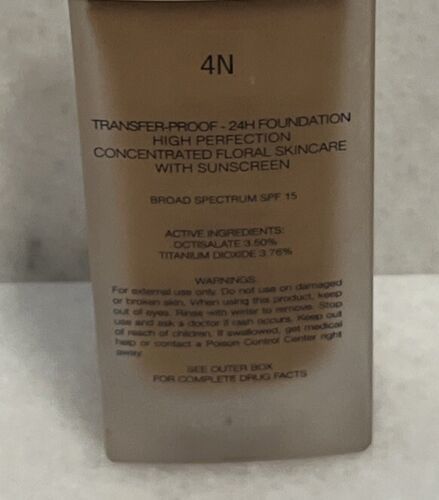 4N
TRANSFER-PROOF - 24H FOUNDATION
HIGH PERFECTION
CONCENTRATED FLORAL SKINCARE
WITH SUNSCREEN
BROAD SPECTRUM SPF 15
ACTIVE INGREDIENTS:
OCTISALATE 3.50%
TITANIUM DIOXIDE 3.76%
WARNINGS:
For external use only. Do not use on damaged
or broken skin. When using this product, keep
out of eyes. Rinse with water to remove. Stop
use and ask a doctor if rash occurs. Keep out
of reach of children. If swallowed, get medical
help or contact a Poison Control Center right
away.
SEE OUTER BOX
FOR COMPLETE DRUG FACTS